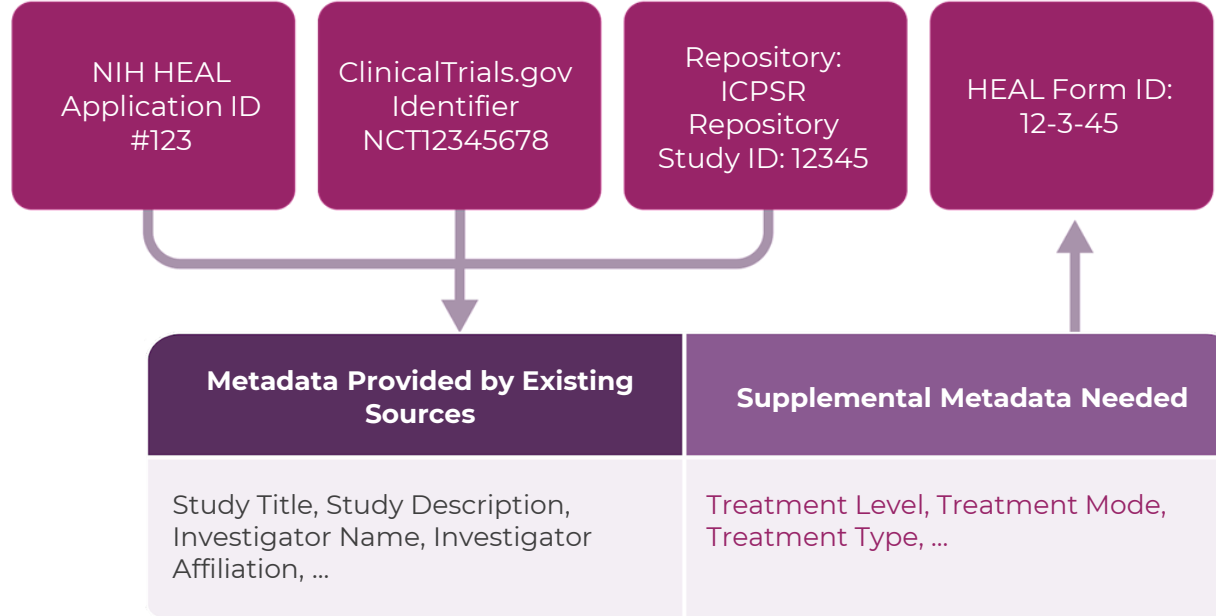 NIH HEAL
Application ID
#123
ClinicalTrials.gov
Identifier
NCT12345678
Repository:
ICPSR
Repository
Study ID: 12345
HEAL Form ID:
12-3-45
Metadata Provided by Existing
Sources
Supplemental Metadata Needed
Study Title, Study Description,
Investigator Name, Investigator
Affiliation, ...
Treatment Level, Treatment Mode,
Treatment Type, ...